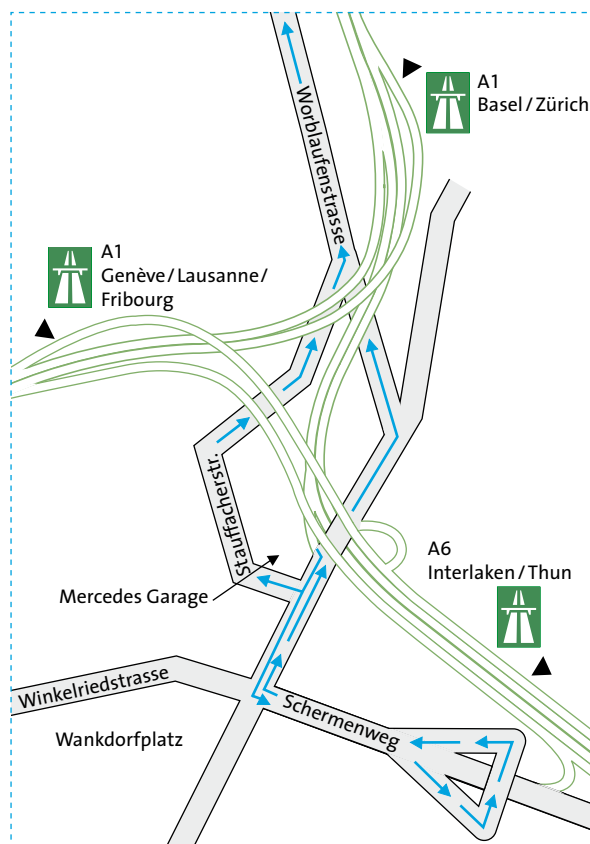 A1
Basel / Zürich
Worblaufenstrasse
A1
Genève / Lausanne /
Fribourg
Stauffacherstr.
A6
Interlaken / Thun
Mercedes Garage
Winkelriedstrasse
Schermenweg
Wankdorfplatz